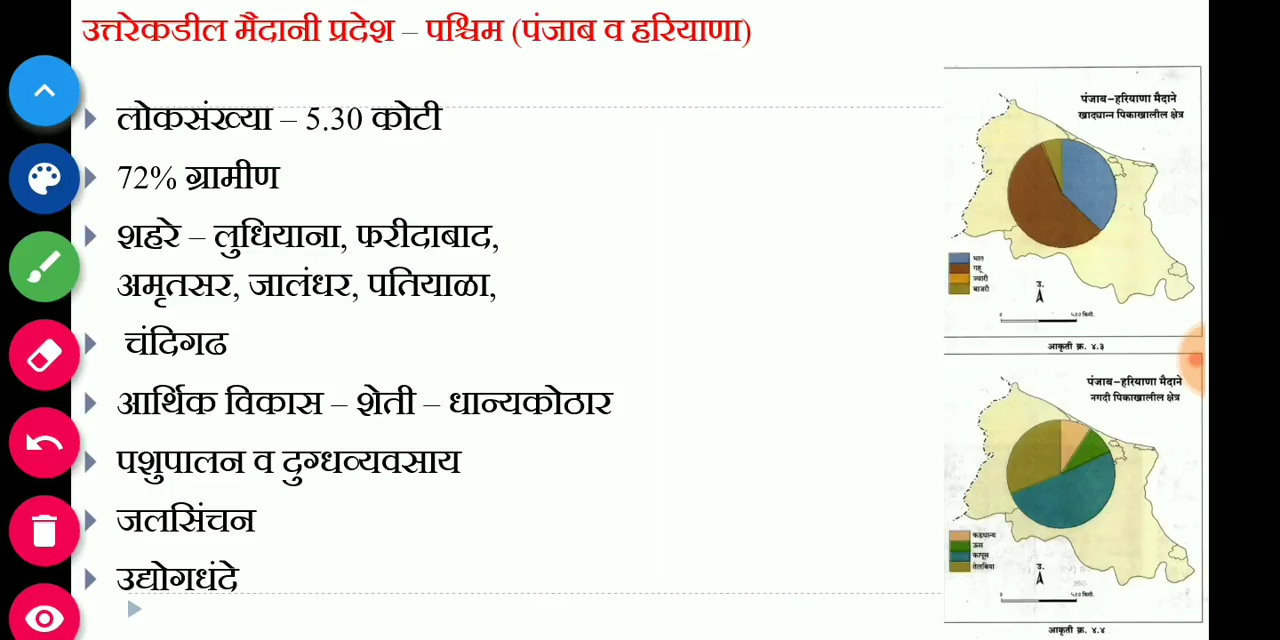 उत्तरेकडील मैदानी प्रदेश – पश्चिम (पंजाब व हरियाणा)
लोकसंख्या – 5.30 कोटी
72% ग्रामीण
शहरे – लुधियाना, फरीदाबाद,
अमृतसर, जालंधर, पतियाळा,
चंदिगढ
आर्थिक विकास – शेती – धान्यकोठार
पशुपालन व दुग्धव्यवसाय
जलसिंचन
उद्योगधंदे
पंजाब–हरियाणा मैदाने
खाद्यान्न पिकाखालील क्षेत्र
भात
गहू
ज्वारी
बाजरी
उ.
आकृती क्र. ४.३
पंजाब–हरियाणा मैदाने
नगदी पिकाखालील क्षेत्र
कडधान्य
ऊस
कापूस
तेलबिया
उ.
आकृती क्र. ४.४